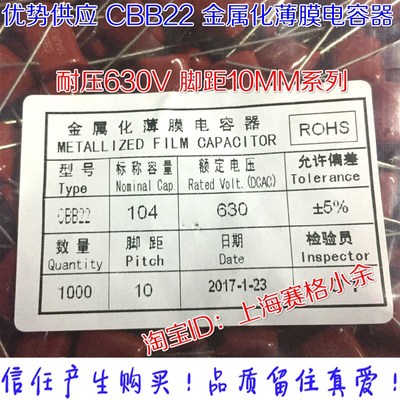 优势供应 CBB22 金属化薄膜电容器
耐压630V 脚距10MM系列
金属化薄膜电容器
METALLIZED FILM CAPACITOR
ROHS
型号 标称容量 额定电压 允许偏差
Type Nominal Cap. Rated Volt. (DCAC) Tolerance
CBB22 104 630 ±5%
数量 脚距 日期 检验员
Quantity Pitch Date Inspector
1000 10 2017-1-23
淘宝ID：上海赛格小余
信任产生购买！品质留住真爱！